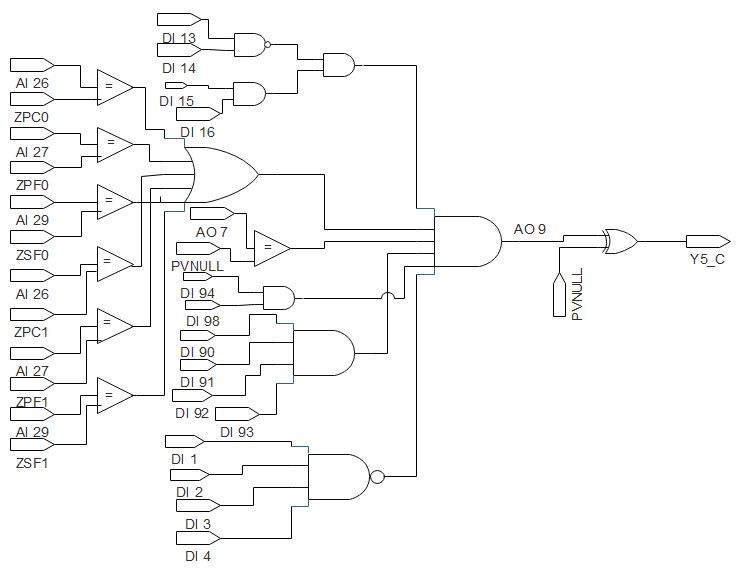 DI 13
DI 14
DI 15
DI 16
AI 26
=
ZPC0
AI 27
=
ZPF0
AI 29
=
ZSF0
AI 26
=
ZPC1
AI 27
=
ZPF1
AI 29
=
ZSF1
AO 7
=
PVNULL
DI 94
DI 98
DI 90
DI 91
DI 92
DI 93
DI 1
DI 2
DI 3
DI 4
AO 9
PVNULL
Y5_C